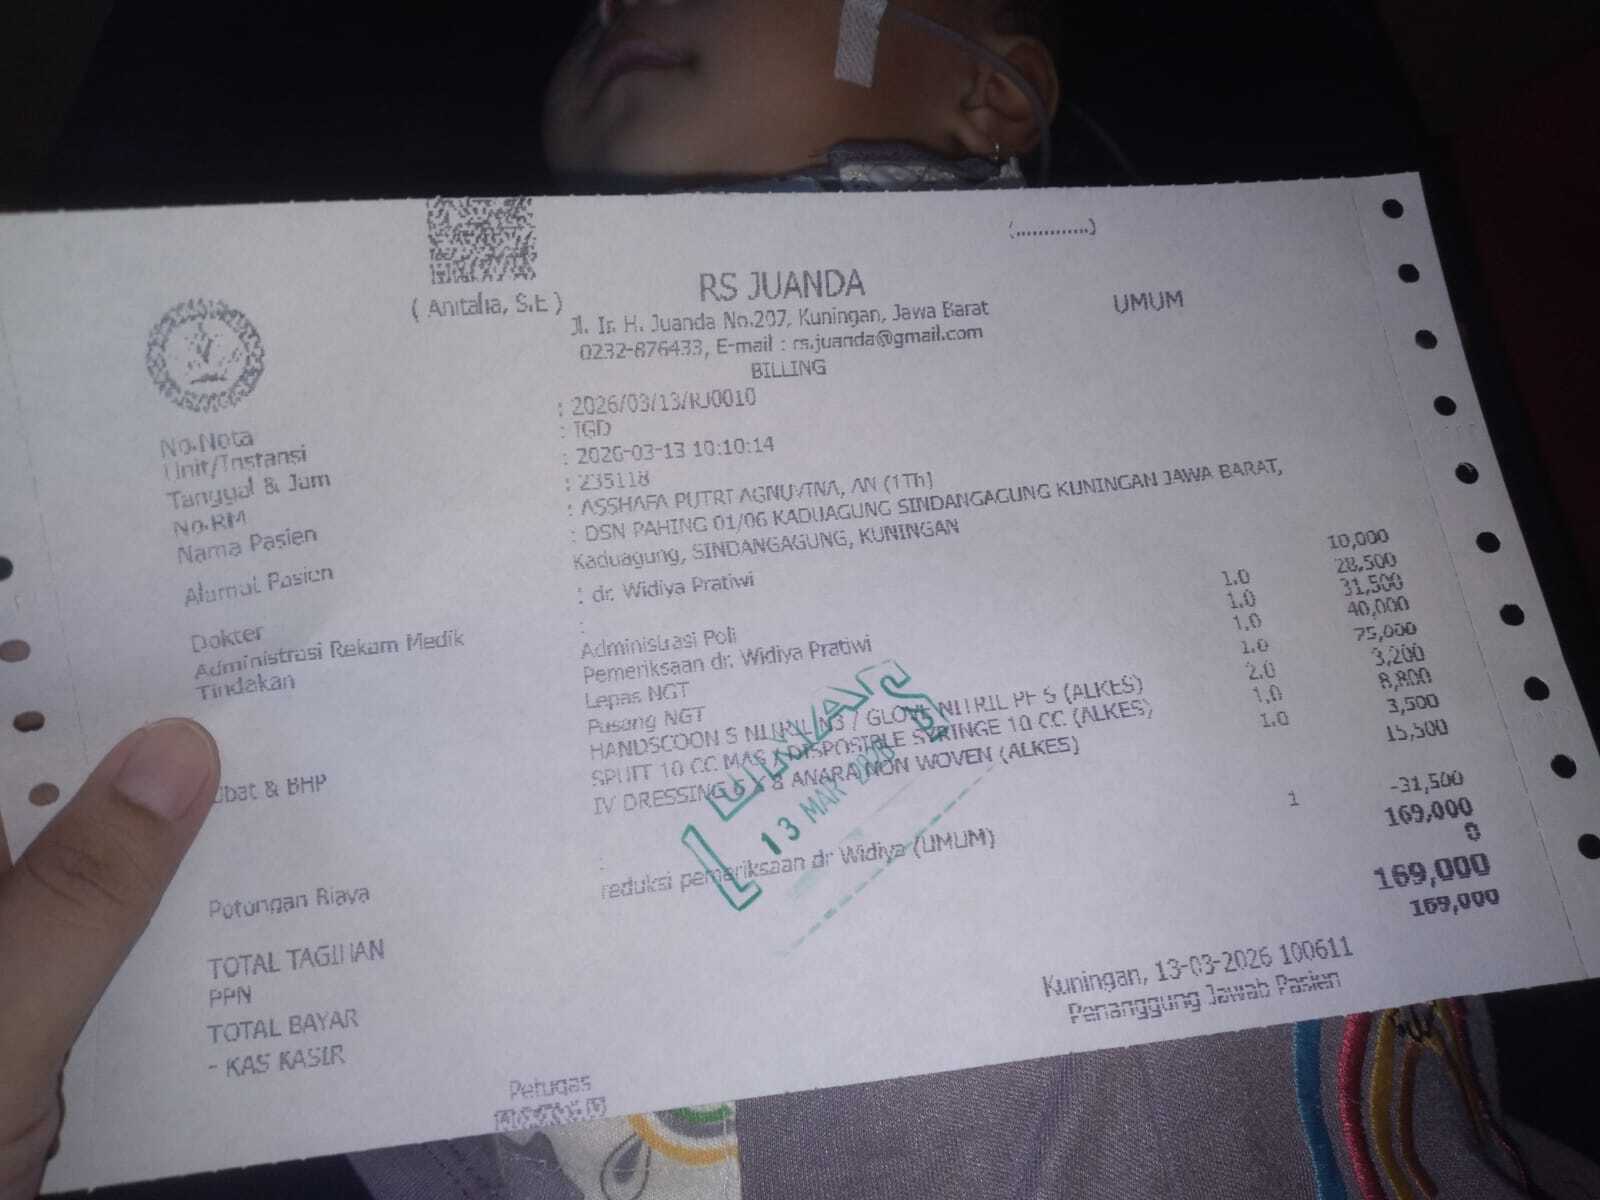 (.............)
( Anitalia, S.E )
RS JUANDA
UMUM
Jl. Ir. H. Juanda No.207, Kuningan, Jawa Barat
0232-876433, E-mail : rs.juanda@gmail.com
BILLING
No.Nota : 2026/03/13/RJ0010
Unit/Instansi : IGD
Tanggal & Jam : 2026-03-13 10:10:14
No.RM : 235118
Nama Pasien : ASSHAFA PUTRI AGNUVINA, AN (1Th)
Alamat Pasien : DSN PAHING 01/06 KADUAGUNG SINDANGAGUNG KUNINGAN JAWA BARAT,
Kaduagung, SINDANGAGUNG, KUNINGAN
Dokter : dr. Widiya Pratiwi
Administrasi Rekam Medik :
Tindakan
Administrasi Poli 1.0 10,000
Pemeriksaan dr. Widiya Pratiwi 1.0 28,500
Lepas NGT 1.0 31,500
Pasang NGT 1.0 40,000
75,000
Obat & BHP
HANDSCOON S / GLOVE NITRIL PF S (ALKES) 2.0 3,200
SPUIT 10 CC / DISPOSIBLE SYRINGE 10 CC (ALKES) 1.0 8,800
IV DRESSING 6 X 8 ANARA NON WOVEN (ALKES) 1.0 3,500
15,500
LUNAS
13 MAR 2026
Potongan Biaya :
reduksi pemeriksaan dr Widiya (UMUM) 1 -31,500
TOTAL TAGIHAN 169,000
PPN 0
TOTAL BAYAR 169,000
- KAS KASIR 169,000
Kuningan, 13-03-2026 100611
Petugas
Penanggung Jawab Pasien